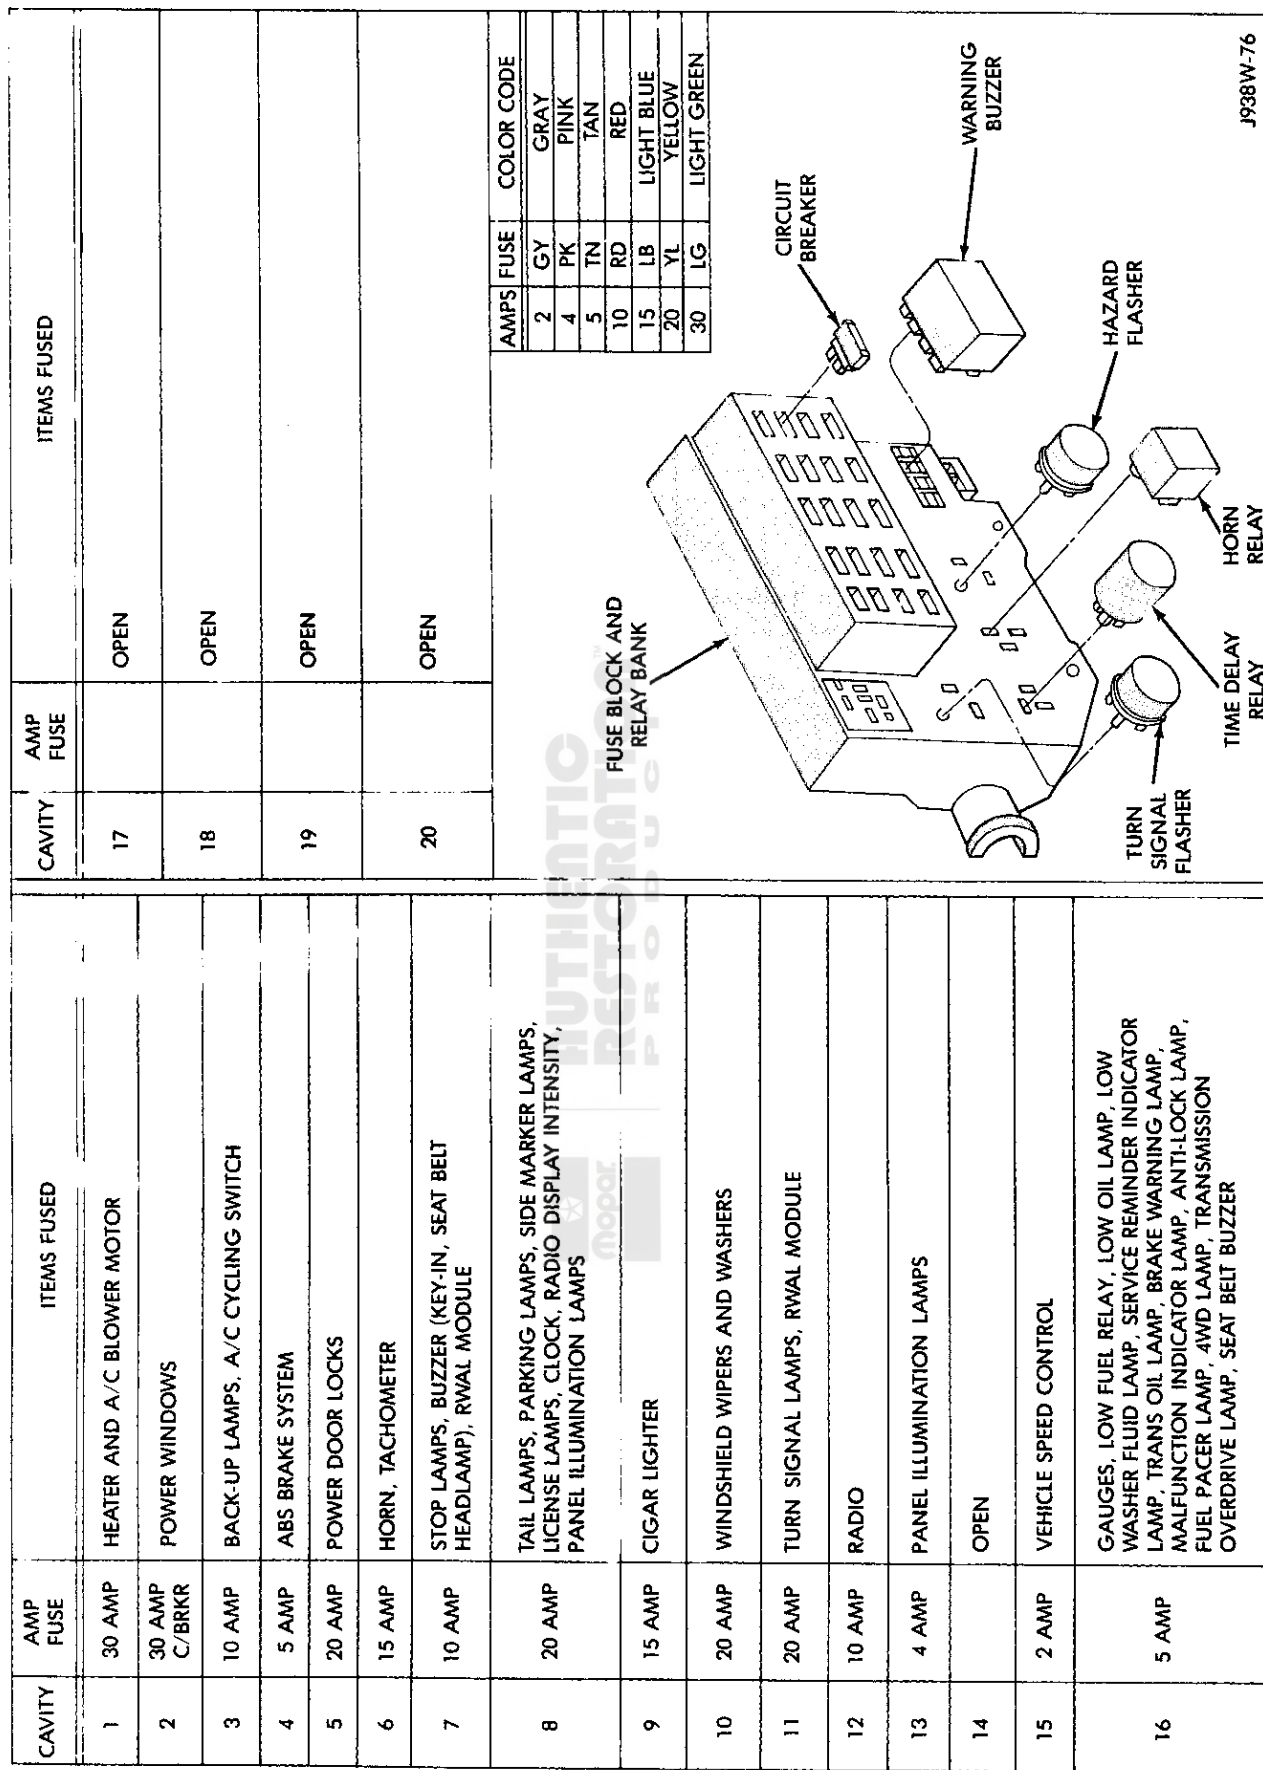 CAVITY AMP FUSE ITEMS FUSED
1 30 AMP HEATER AND A/C BLOWER MOTOR
2 30 AMP C/BRKR POWER WINDOWS
3 10 AMP BACK-UP LAMPS, A/C CYCLING SWITCH
4 5 AMP ABS BRAKE SYSTEM
5 20 AMP POWER DOOR LOCKS
6 15 AMP HORN, TACHOMETER
7 10 AMP STOP LAMPS, BUZZER (KEY-IN, SEAT BELT
HEADLAMP), RWAL MODULE
8 20 AMP TAIL LAMPS, PARKING LAMPS, SIDE MARKER LAMPS,
LICENSE LAMPS, CLOCK, RADIO DISPLAY INTENSITY,
PANEL ILLUMINATION LAMPS
9 15 AMP CIGAR LIGHTER
10 20 AMP WINDSHIELD WIPERS AND WASHERS
11 20 AMP TURN SIGNAL LAMPS, RWAL MODULE
12 10 AMP RADIO
13 4 AMP PANEL ILLUMINATION LAMPS
14 OPEN
15 2 AMP VEHICLE SPEED CONTROL
16 5 AMP GAUGES, LOW FUEL RELAY, LOW OIL LAMP, LOW
WASHER FLUID LAMP, SERVICE REMINDER INDICATOR
LAMP, TRANS OIL LAMP, BRAKE WARNING LAMP,
MALFUNCTION INDICATOR LAMP, ANTI-LOCK LAMP,
FUEL PACER LAMP, 4WD LAMP, TRANSMISSION
OVERDRIVE LAMP, SEAT BELT BUZZER
CAVITY AMP FUSE ITEMS FUSED
17 OPEN
18 OPEN
19 OPEN
20 OPEN
AMPS FUSE COLOR CODE
2 GY GRAY
4 PK PINK
5 TN TAN
10 RD RED
15 LB LIGHT BLUE
20 YL YELLOW
30 LG LIGHT GREEN
FUSE BLOCK AND
RELAY BANK
CIRCUIT
BREAKER
WARNING
BUZZER
HAZARD
FLASHER
HORN
RELAY
TIME DELAY
RELAY
TURN
SIGNAL
FLASHER
J938W-76
mopar
AUTHENTIC
RESTORATION™
PRODUCT